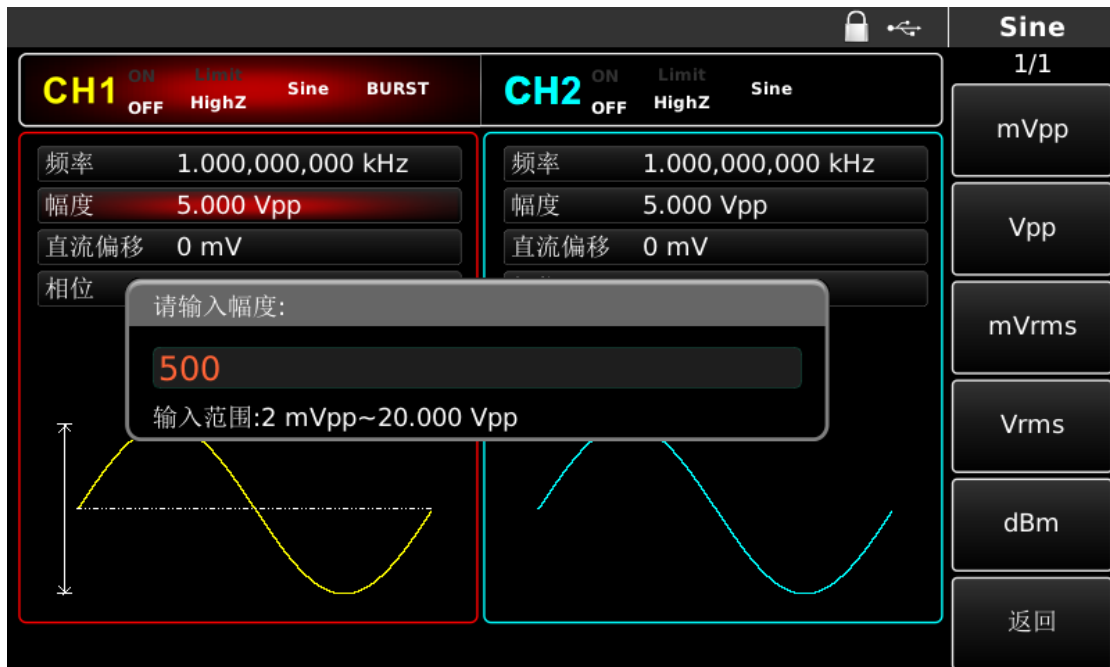 Sine
1/1
CH1 ON OFF Limit HighZ Sine BURST
CH2 ON OFF Limit HighZ Sine
频率 1.000,000,000 kHz
幅度 5.000 Vpp
直流偏移 0 mV
相位
频率 1.000,000,000 kHz
幅度 5.000 Vpp
直流偏移 0 mV
请输入幅度:
500
输入范围:2 mVpp~20.000 Vpp
mVpp
Vpp
mVrms
Vrms
dBm
返回